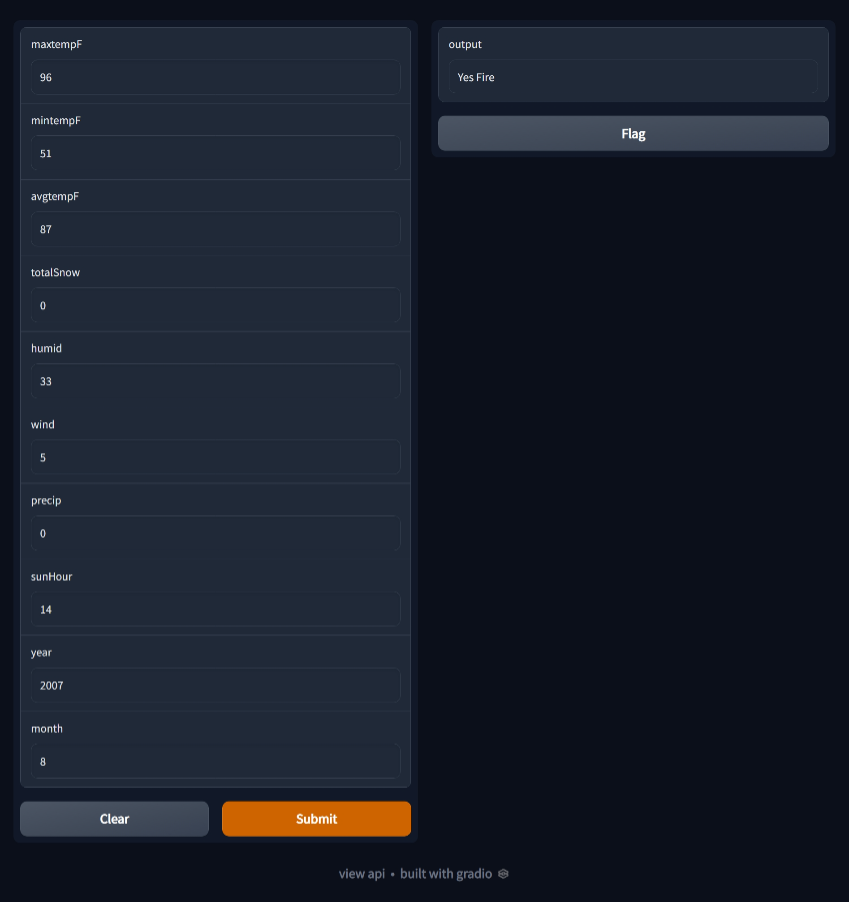 maxtempF
96
mintempF
51
avgtempF
87
totalSnow
0
humid
33
wind
5
precip
0
sunHour
14
year
2007
month
8
Clear
Submit
output
Yes Fire
Flag
view api • built with gradio